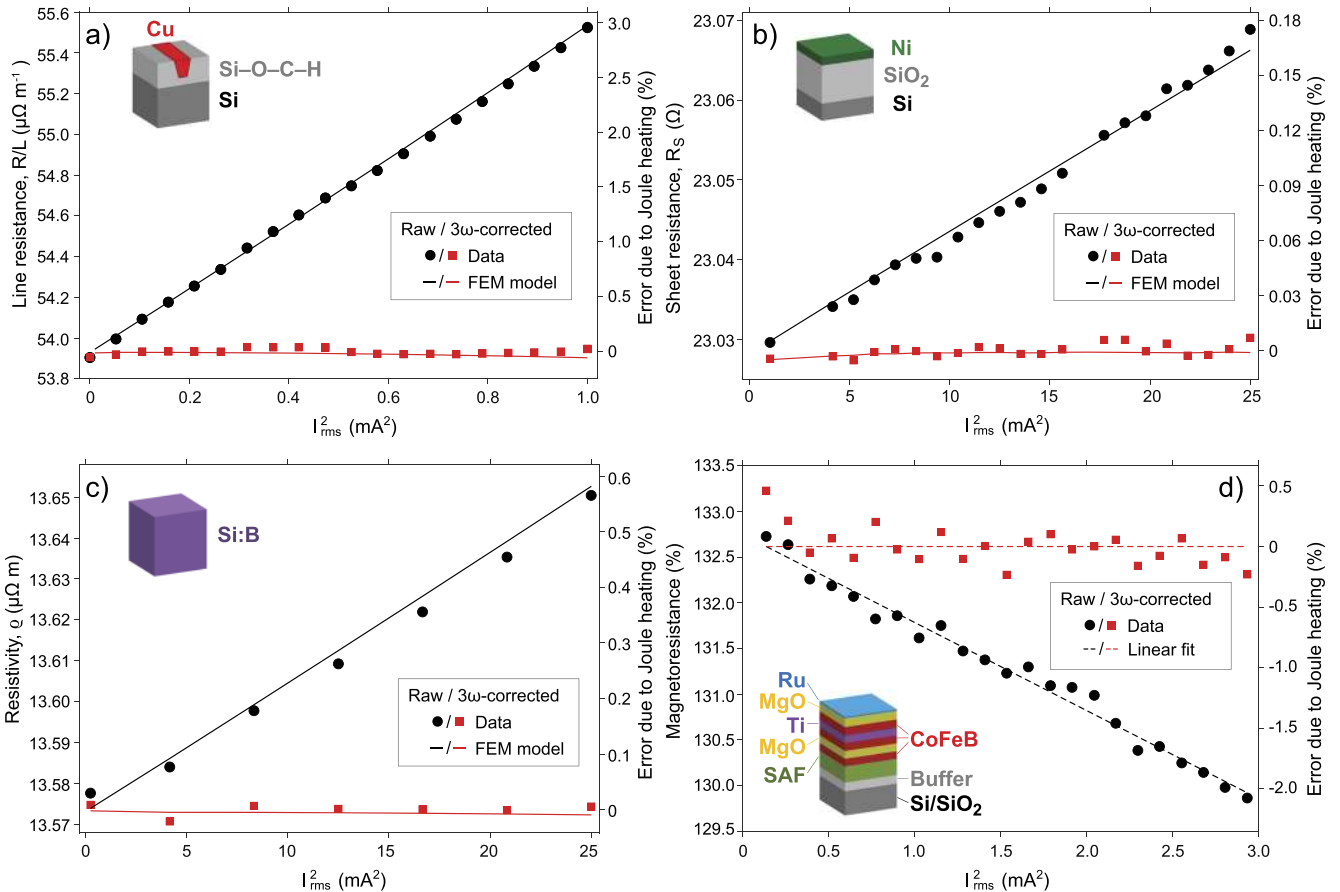 a)
Cu
Si–O–C–H
Si
Line resistance, R/L (μΩ m⁻¹)
55.6
55.4
55.2
55.0
54.8
54.6
54.4
54.2
54.0
53.8
3.0
2.5
2.0
1.5
1.0
0.5
0
Error due to Joule heating (%)
Raw / 3ω-corrected
/ Data
/ FEM model
0 0.2 0.4 0.6 0.8 1.0
I²rms (mA²)
b)
Ni
SiO₂
Si
Sheet resistance, RS (Ω)
23.07
23.06
23.05
23.04
23.03
0.18
0.15
0.12
0.09
0.06
0.03
0
Error due to Joule heating (%)
Raw / 3ω-corrected
/ Data
/ FEM model
0 5 10 15 20 25
I²rms (mA²)
c)
Si:B
Resistivity, ϱ (μΩ m)
13.65
13.64
13.63
13.62
13.61
13.60
13.59
13.58
13.57
0.6
0.5
0.4
0.3
0.2
0.1
0
Error due to Joule heating (%)
Raw / 3ω-corrected
/ Data
/ FEM model
0 5 10 15 20 25
I²rms (mA²)
d)
Magnetoresistance (%)
133.5
133.0
132.5
132.0
131.5
131.0
130.5
130.0
129.5
0.5
0
-0.5
-1.0
-1.5
-2.0
Error due to Joule heating (%)
Raw / 3ω-corrected
/ Data
/ Linear fit
Ru
MgO
Ti
MgO
SAF
CoFeB
Buffer
Si/SiO₂
0 0.5 1.0 1.5 2.0 2.5 3.0
I²rms (mA²)